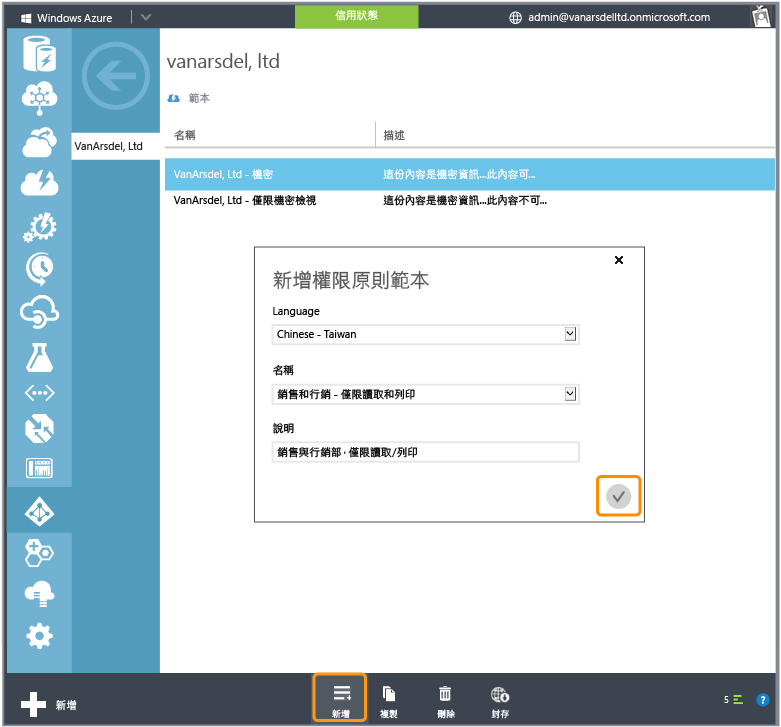 Windows Azure
信用狀態
admin@vanarsdelltd.onmicrosoft.com
vanarsdel, ltd
範本
VanArsdel, Ltd
名稱 描述
VanArsdel, Ltd - 機密 這份內容是機密資訊...此內容可...
VanArsdel, Ltd - 僅限機密檢視 這份內容是機密資訊...此內容不可...
新增權限原則範本
Language
Chinese - Taiwan
名稱
銷售和行銷 - 僅限讀取和列印
說明
銷售與行銷部，僅限讀取/列印
新增
新增 複製 刪除 封存
5
?